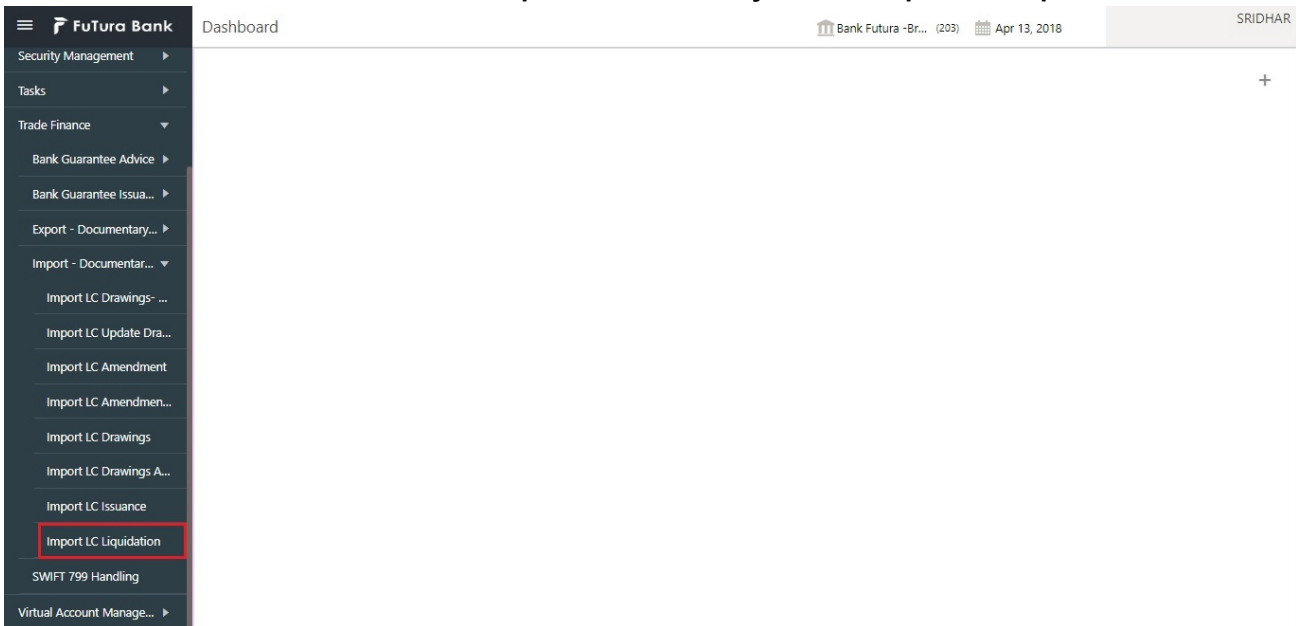 FuTura Bank
Dashboard
Bank Futura -Br... (203)
Apr 13, 2018
SRIDHAR
Security Management
Tasks
Trade Finance
Bank Guarantee Advice
Bank Guarantee Issua...
Export - Documentary...
Import - Documentar...
Import LC Drawings- ...
Import LC Update Dra...
Import LC Amendment
Import LC Amendmen...
Import LC Drawings
Import LC Drawings A...
Import LC Issuance
Import LC Liquidation
SWIFT 799 Handling
Virtual Account Manage...